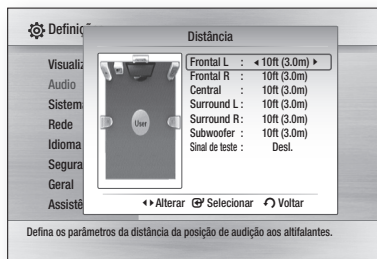 Definiç
Distância
Visualiz
Audio
Sistem
Rede
Idioma
Segura
Geral
Assistê
User
Frontal L : ◂ 10ft (3.0m) ▸
Frontal R : 10ft (3.0m)
Central : 10ft (3.0m)
Surround L : 10ft (3.0m)
Surround R : 10ft (3.0m)
Subwoofer : 10ft (3.0m)
Sinal de teste : Desl.
◂▸ Alterar Selecionar Voltar
Defina os parâmetros da distância da posição de audição aos altifalantes.